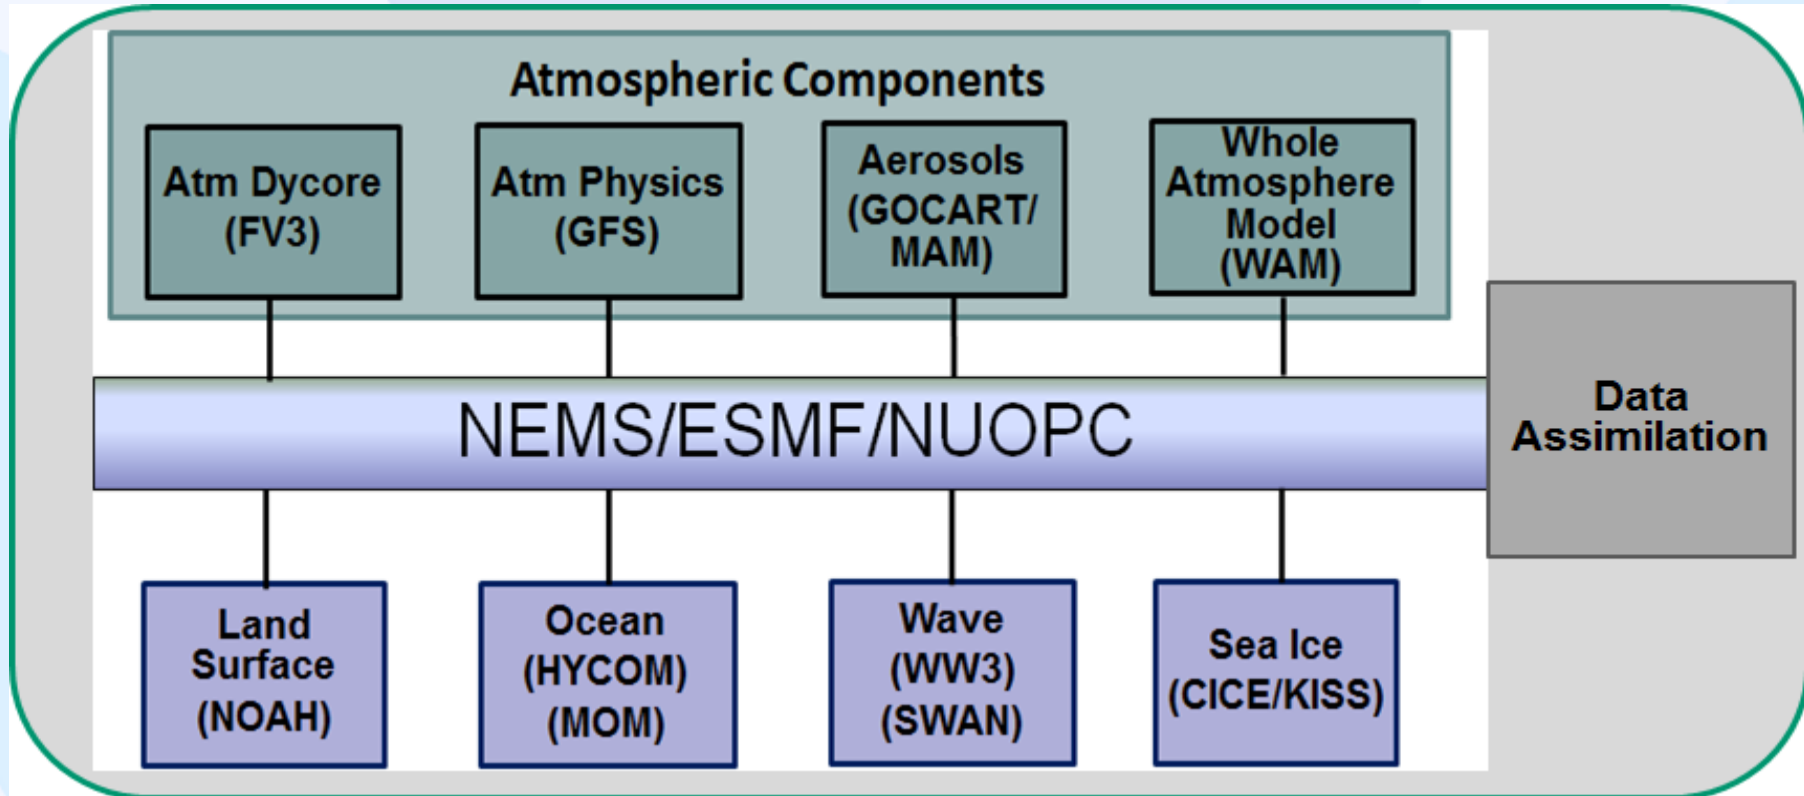 Atmospheric Components
Atm Dycore
(FV3)
Atm Physics
(GFS)
Aerosols
(GOCART/
MAM)
Whole
Atmosphere
Model
(WAM)
NEMS/ESMF/NUOPC
Data
Assimilation
Land
Surface
(NOAH)
Ocean
(HYCOM)
(MOM)
Wave
(WW3)
(SWAN)
Sea Ice
(CICE/KISS)